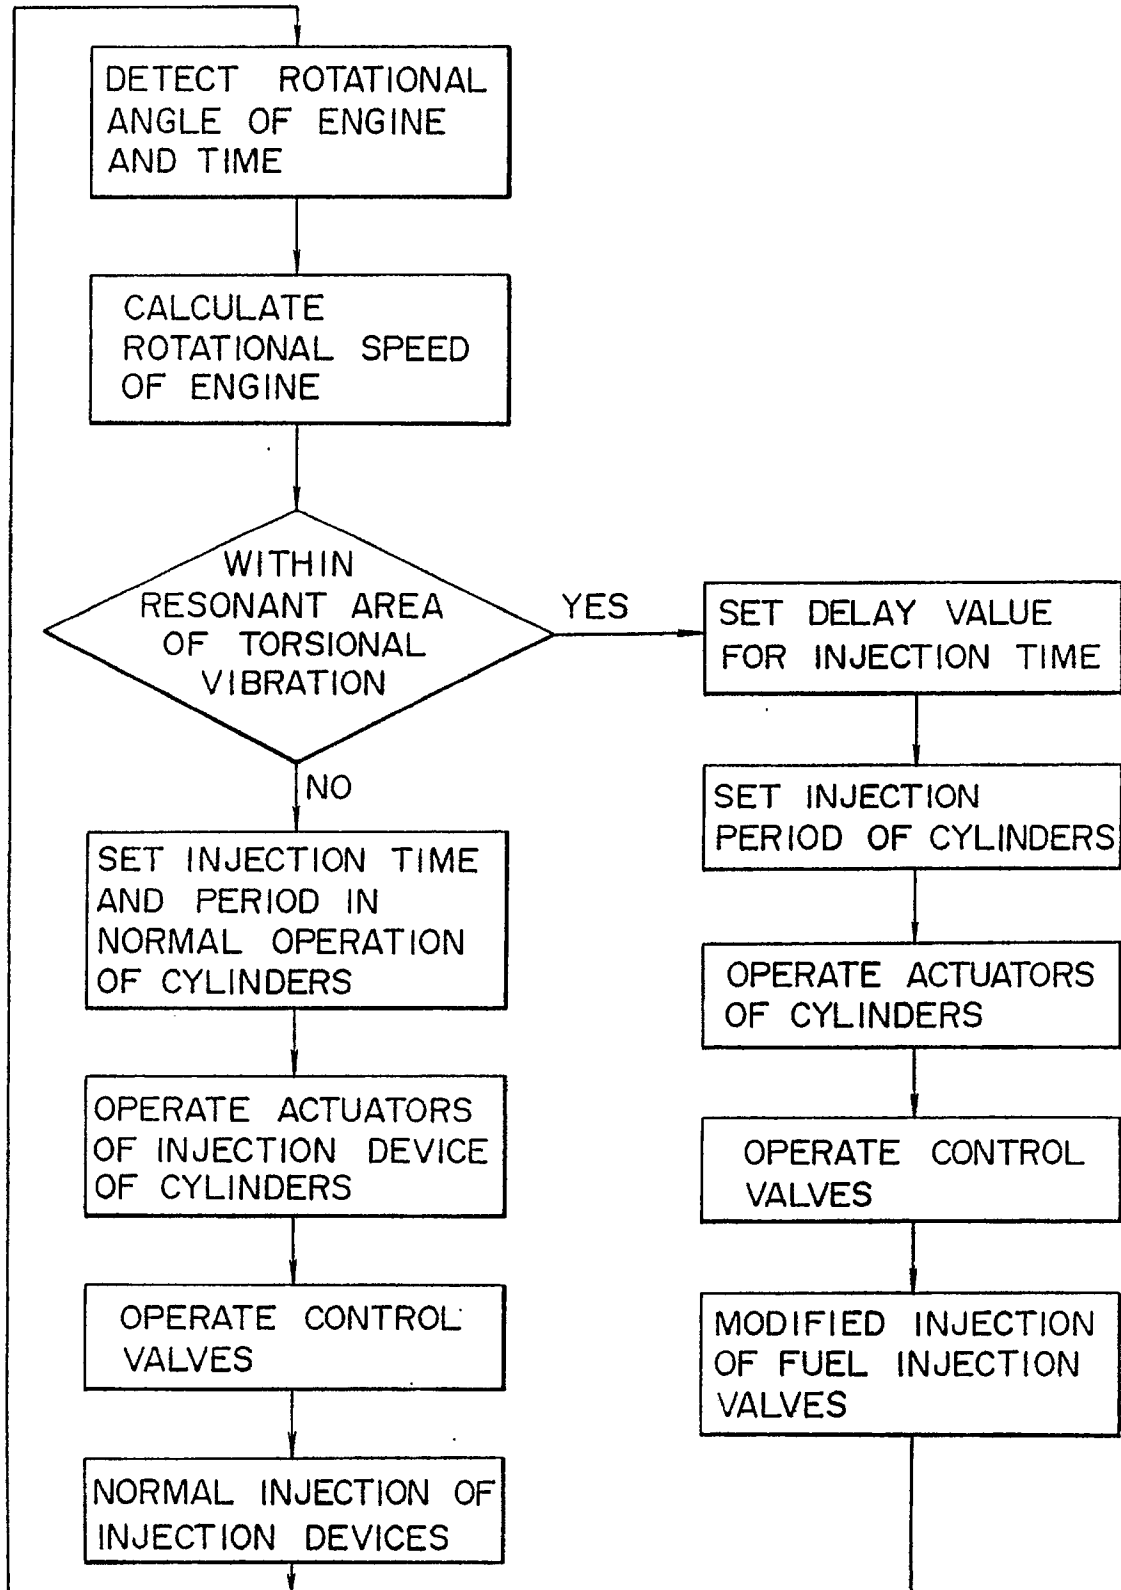 DETECT ROTATIONAL
ANGLE OF ENGINE
AND TIME
CALCULATE
ROTATIONAL SPEED
OF ENGINE
WITHIN
RESONANT AREA
OF TORSIONAL
VIBRATION
YES
NO
SET INJECTION TIME
AND PERIOD IN
NORMAL OPERATION
OF CYLINDERS
OPERATE ACTUATORS
OF INJECTION DEVICE
OF CYLINDERS
OPERATE CONTROL
VALVES
NORMAL INJECTION OF
INJECTION DEVICES
SET DELAY VALUE
FOR INJECTION TIME
SET INJECTION
PERIOD OF CYLINDERS
OPERATE ACTUATORS
OF CYLINDERS
OPERATE CONTROL
VALVES
MODIFIED INJECTION
OF FUEL INJECTION
VALVES